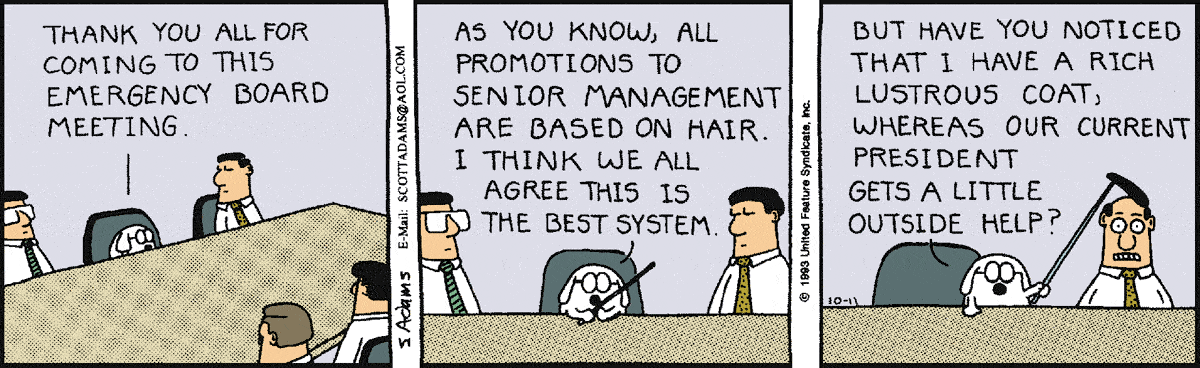 THANK YOU ALL FOR
COMING TO THIS
EMERGENCY BOARD
MEETING.
S. Adams
E-Mail: SCOTTADAMS@AOL.COM
AS YOU KNOW, ALL
PROMOTIONS TO
SENIOR MANAGEMENT
ARE BASED ON HAIR.
I THINK WE ALL
AGREE THIS IS
THE BEST SYSTEM.
© 1993 United Feature Syndicate, Inc.
BUT HAVE YOU NOTICED
THAT I HAVE A RICH
LUSTROUS COAT,
WHEREAS OUR CURRENT
PRESIDENT
GETS A LITTLE
OUTSIDE HELP?
10-11